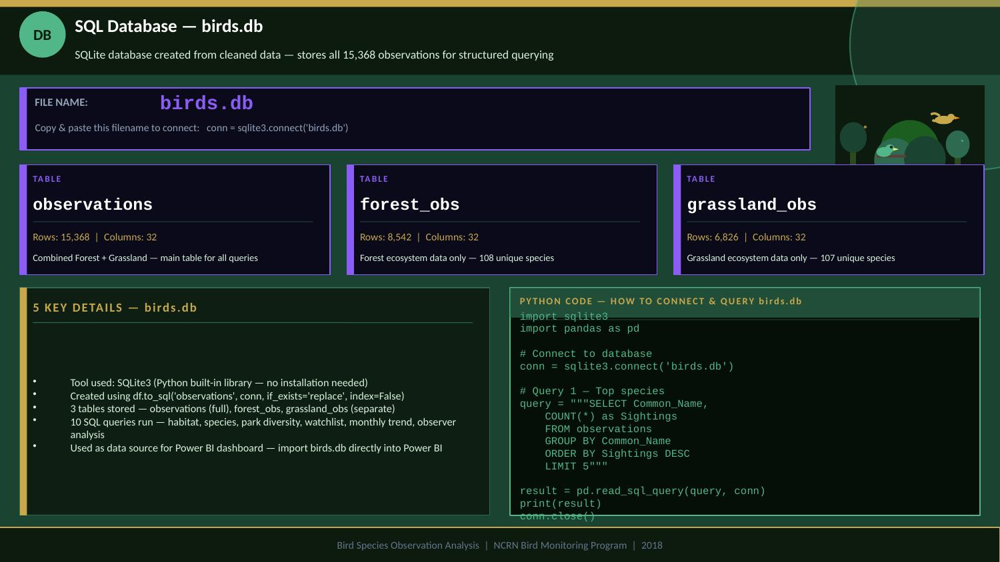 DB
SQL Database — birds.db
SQLite database created from cleaned data — stores all 15,368 observations for structured querying
FILE NAME:
birds.db
Copy & paste this filename to connect:   conn = sqlite3.connect('birds.db')
TABLE
observations
Rows: 15,368  |  Columns: 32
Combined Forest + Grassland — main table for all queries
TABLE
forest_obs
Rows: 8,542  |  Columns: 32
Forest ecosystem data only — 108 unique species
TABLE
grassland_obs
Rows: 6,826  |  Columns: 32
Grassland ecosystem data only — 107 unique species
5 KEY DETAILS — birds.db
• Tool used: SQLite3 (Python built-in library — no installation needed)
• Created using df.to_sql('observations', conn, if_exists='replace', index=False)
• 3 tables stored — observations (full), forest_obs, grassland_obs (separate)
• 10 SQL queries run — habitat, species, park diversity, watchlist, monthly trend, observer
analysis
• Used as data source for Power BI dashboard — import birds.db directly into Power BI
PYTHON CODE — HOW TO CONNECT & QUERY birds.db
import sqlite3
import pandas as pd
# Connect to database
conn = sqlite3.connect('birds.db')
# Query 1 — Top species
query = """SELECT Common_Name,
    COUNT(*) as Sightings
    FROM observations
    GROUP BY Common_Name
    ORDER BY Sightings DESC
    LIMIT 5"""
result = pd.read_sql_query(query, conn)
print(result)
conn.close()
Bird Species Observation Analysis  |  NCRN Bird Monitoring Program  |  2018